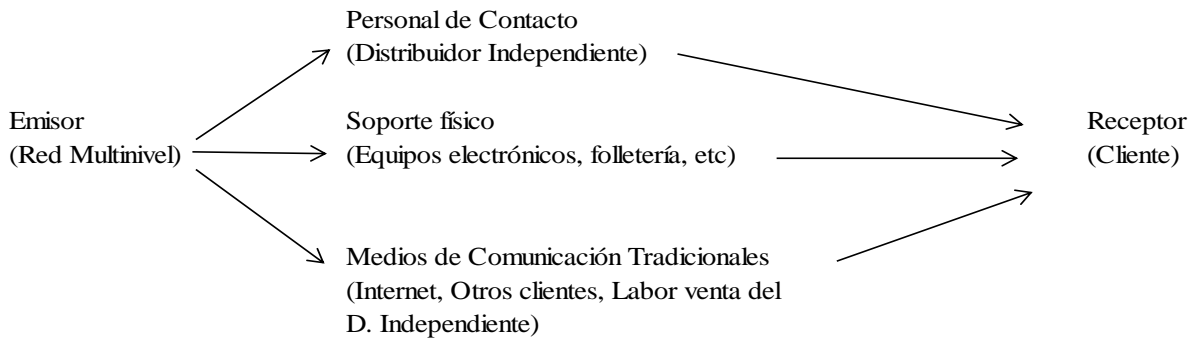 Emisor
(Red Multinivel)
Personal de Contacto
(Distribuidor Independiente)
Soporte físico
(Equipos electrónicos, folletería, etc)
Medios de Comunicación Tradicionales
(Internet, Otros clientes, Labor venta del
D. Independiente)
Receptor
(Cliente)